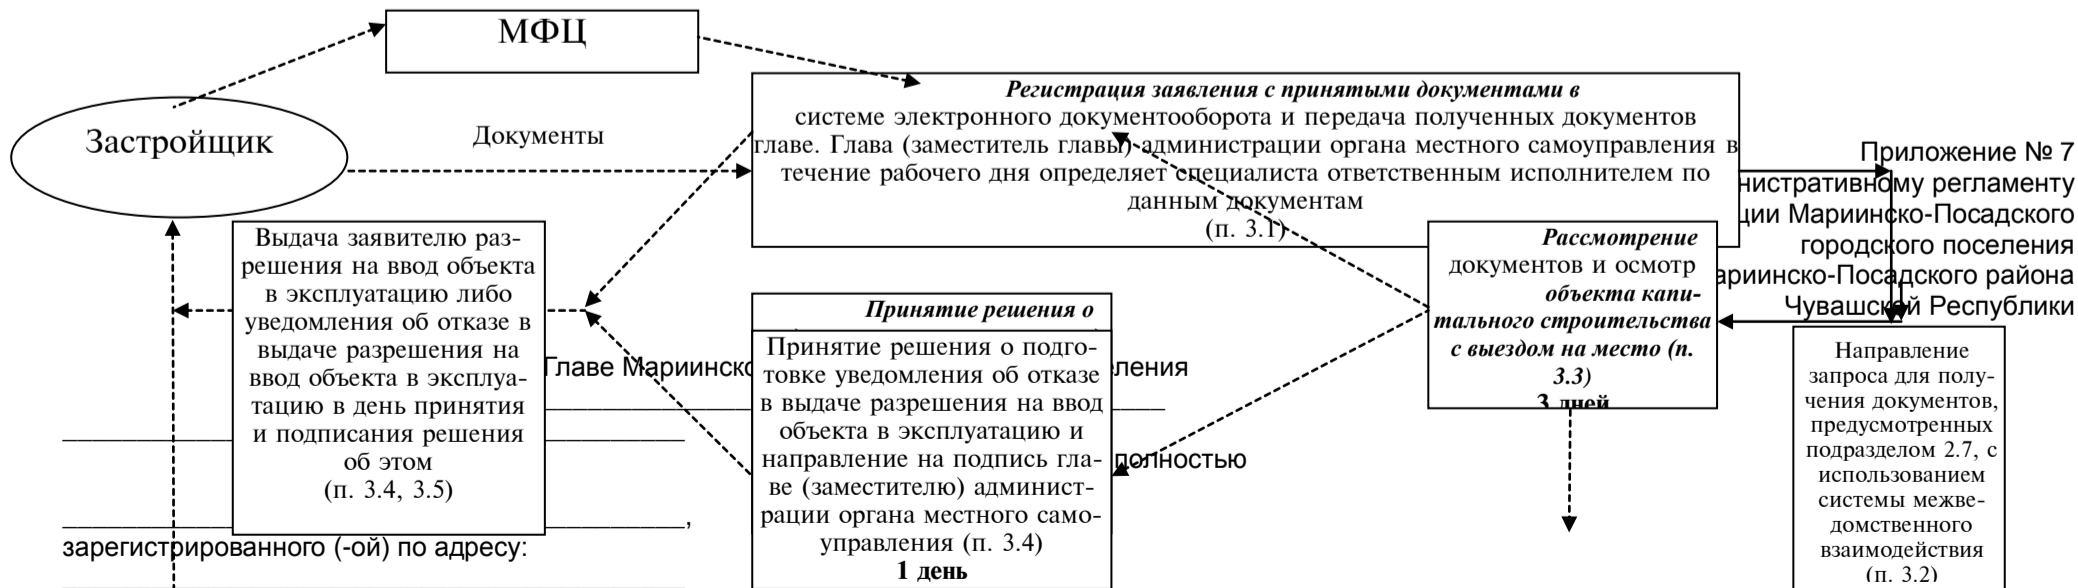 МФЦ
Застройщик
Документы
Регистрация заявления с принятыми документами в
системе электронного документооборота и передача полученных документов
главе. Глава (заместитель главы) администрации органа местного самоуправления в
течение рабочего дня определяет специалиста ответственным исполнителем по
данным документам
(п. 3.1)
Приложение № 7
нистративному регламенту
ции Мариинско-Посадского
городского поселения
ариинско-Посадского района
Чувашской Республики
Выдача заявителю раз-
решения на ввод объекта
в эксплуатацию либо
уведомления об отказе в
выдаче разрешения на
ввод объекта в эксплуа-
тацию в день принятия
и подписания решения
об этом
(п. 3.4, 3.5)
Принятие решения о
Принятие решения о подго-
товке уведомления об отказе
в выдаче разрешения на ввод
объекта в эксплуатацию и
направление на подпись гла-
ве (заместителю) админист-
рации органа местного само-
управления (п. 3.4)
1 день
Рассмотрение
документов и осмотр
объекта капи-
тального строительства
с выездом на место (п.
3.3)
3 дней
Направление
запроса для полу-
чения документов,
предусмотренных
подразделом 2.7, с
использованием
системы межве-
домственного
взаимодействия
(п. 3.2)
Главе Мариинско
ления
полностью
,
зарегистрированного (-ой) по адресу: